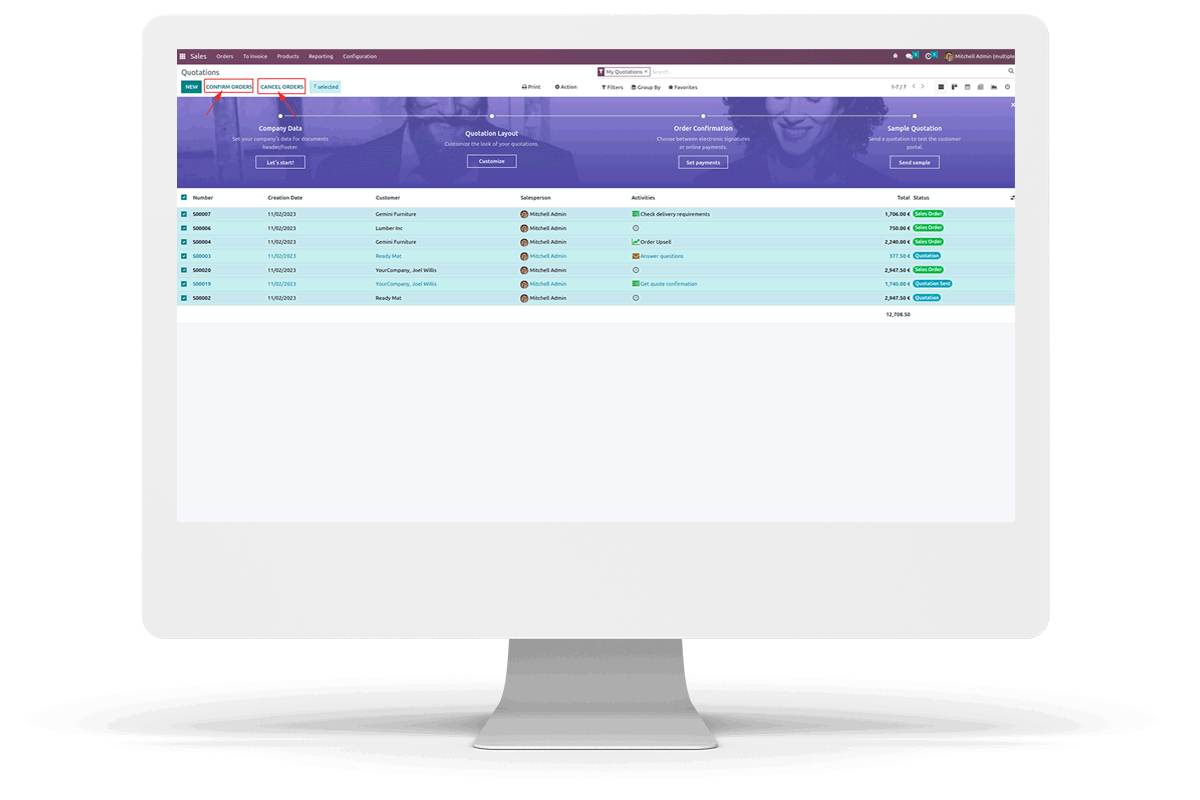 Sales Orders To Invoice Products Reporting Configuration Mitchell Admin (multiple
Quotations My Quotations × Search...
NEW CONFIRM ORDERS CANCEL ORDERS 7 selected Print Action Filters Group By Favorites 1-7 / 7
Company Data
Set your company's data for documents
header/footer.
Let's start!
Quotation Layout
Customize the look of your quotations.
Customize
Order Confirmation
Choose between electronic signatures
or online payments.
Set payments
Sample Quotation
Send a quotation to test the customer
portal.
Send sample
Number Creation Date Customer Salesperson Activities Total Status
S00007 11/02/2023 Gemini Furniture Mitchell Admin Check delivery requirements 1,706.00 € Sales Order
S00006 11/02/2023 Lumber Inc Mitchell Admin 750.00 € Sales Order
S00004 11/02/2023 Gemini Furniture Mitchell Admin Order Upsell 2,240.00 € Sales Order
S00003 11/02/2023 Ready Mat Mitchell Admin Answer questions 377.50 € Quotation
S00020 11/02/2023 YourCompany, Joel Willis Mitchell Admin 2,947.50 € Sales Order
S00019 11/02/2023 YourCompany, Joel Willis Mitchell Admin Get quote confirmation 1,740.00 € Quotation Sent
S00002 11/02/2023 Ready Mat Mitchell Admin 2,947.50 € Quotation
12,708.50